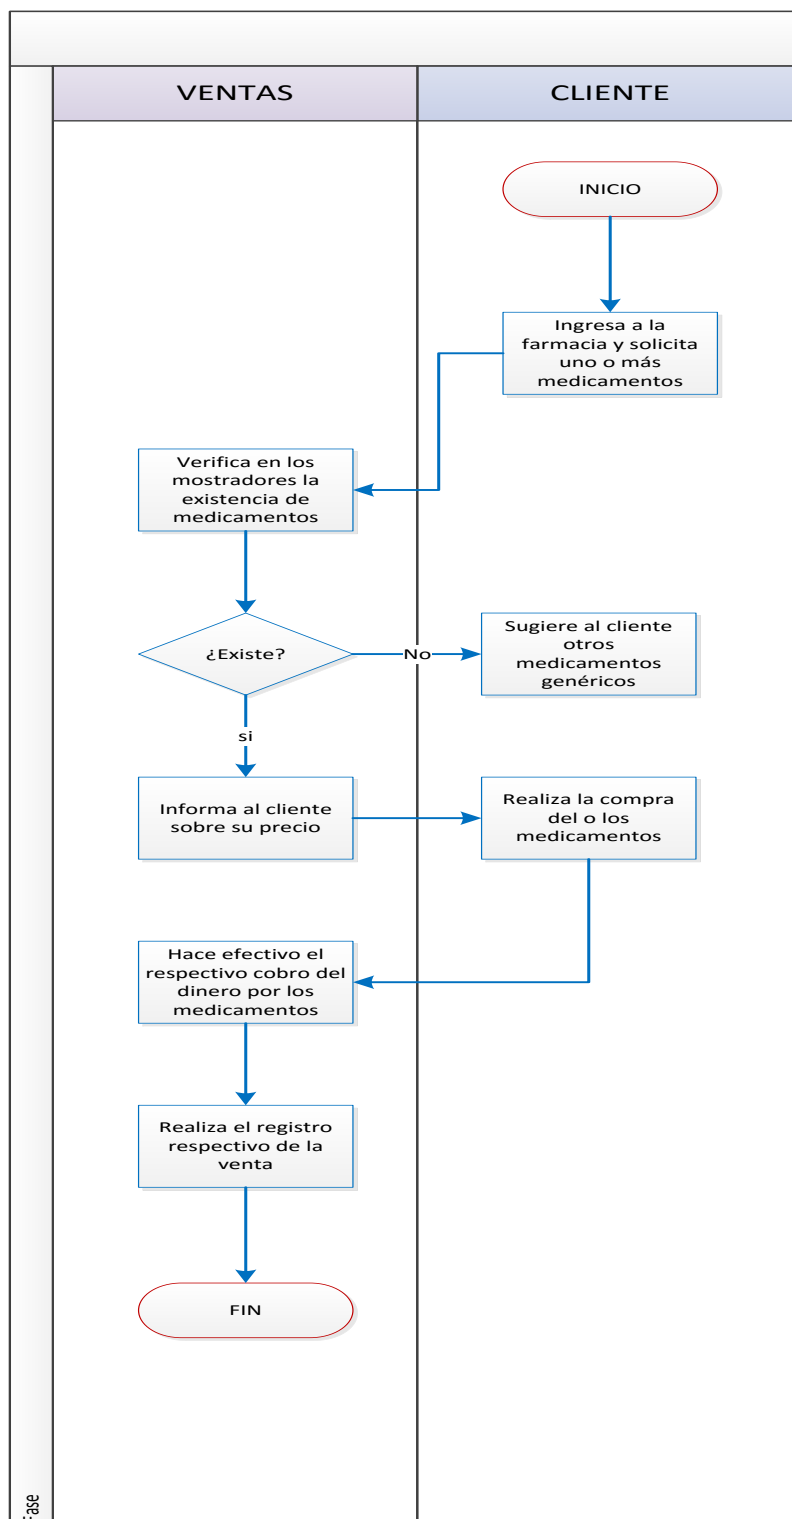 VENTAS
CLIENTE
INICIO
Ingresa a la
farmacia y solicita
uno o más
medicamentos
Verifica en los
mostradores la
existencia de
medicamentos
¿Existe?
No
Sugiere al cliente
otros
medicamentos
genéricos
si
Informa al cliente
sobre su precio
Realiza la compra
del o los
medicamentos
Hace efectivo el
respectivo cobro del
dinero por los
medicamentos
Realiza el registro
respectivo de la
venta
FIN
Fase